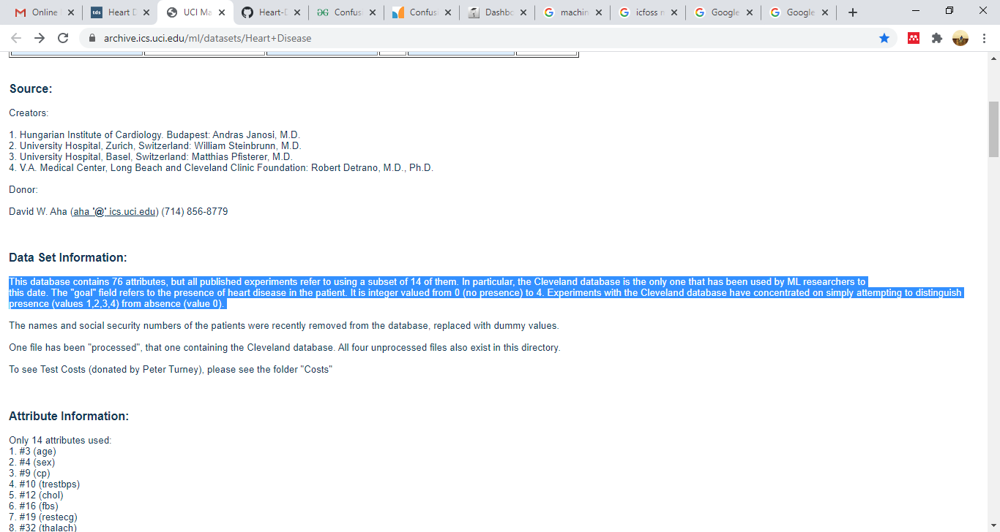 Online
Heart D
UCI Ma
Heart-D
Confusi
Confusi
Dashbo
machin
icfoss n
Google
Google
archive.ics.uci.edu/ml/datasets/Heart+Disease
Source:
Creators:
1. Hungarian Institute of Cardiology. Budapest: Andras Janosi, M.D.
2. University Hospital, Zurich, Switzerland: William Steinbrunn, M.D.
3. University Hospital, Basel, Switzerland: Matthias Pfisterer, M.D.
4. V.A. Medical Center, Long Beach and Cleveland Clinic Foundation: Robert Detrano, M.D., Ph.D.
Donor:
David W. Aha (aha '@' ics.uci.edu) (714) 856-8779
Data Set Information:
This database contains 76 attributes, but all published experiments refer to using a subset of 14 of them. In particular, the Cleveland database is the only one that has been used by ML researchers to
this date. The "goal" field refers to the presence of heart disease in the patient. It is integer valued from 0 (no presence) to 4. Experiments with the Cleveland database have concentrated on simply attempting to distinguish
presence (values 1,2,3,4) from absence (value 0).
The names and social security numbers of the patients were recently removed from the database, replaced with dummy values.
One file has been "processed", that one containing the Cleveland database. All four unprocessed files also exist in this directory.
To see Test Costs (donated by Peter Turney), please see the folder "Costs"
Attribute Information:
Only 14 attributes used:
1. #3 (age)
2. #4 (sex)
3. #9 (cp)
4. #10 (trestbps)
5. #12 (chol)
6. #16 (fbs)
7. #19 (restecg)
8. #32 (thalach)